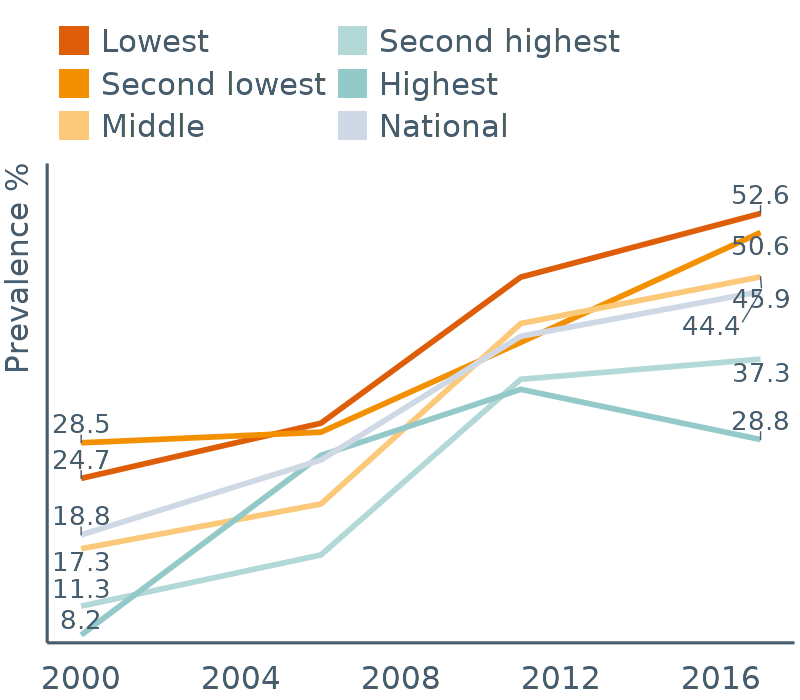 Lowest
Second lowest
Middle
Second highest
Highest
National
Prevalence %
52.6
50.6
45.9
44.4
37.3
28.8
28.5
24.7
18.8
17.3
11.3
8.2
2000 2004 2008 2012 2016